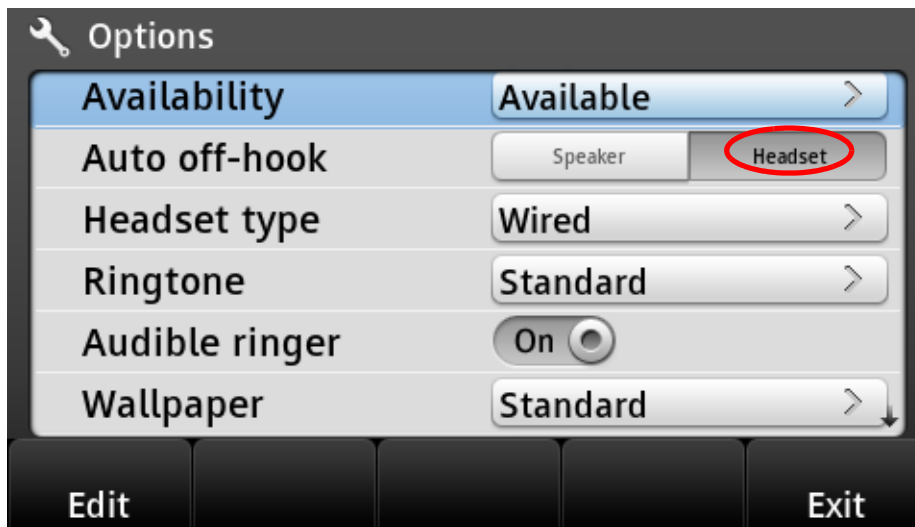 Options
Availability Available
Auto off-hook Speaker Headset
Headset type Wired
Ringtone Standard
Audible ringer On
Wallpaper Standard
Edit Exit